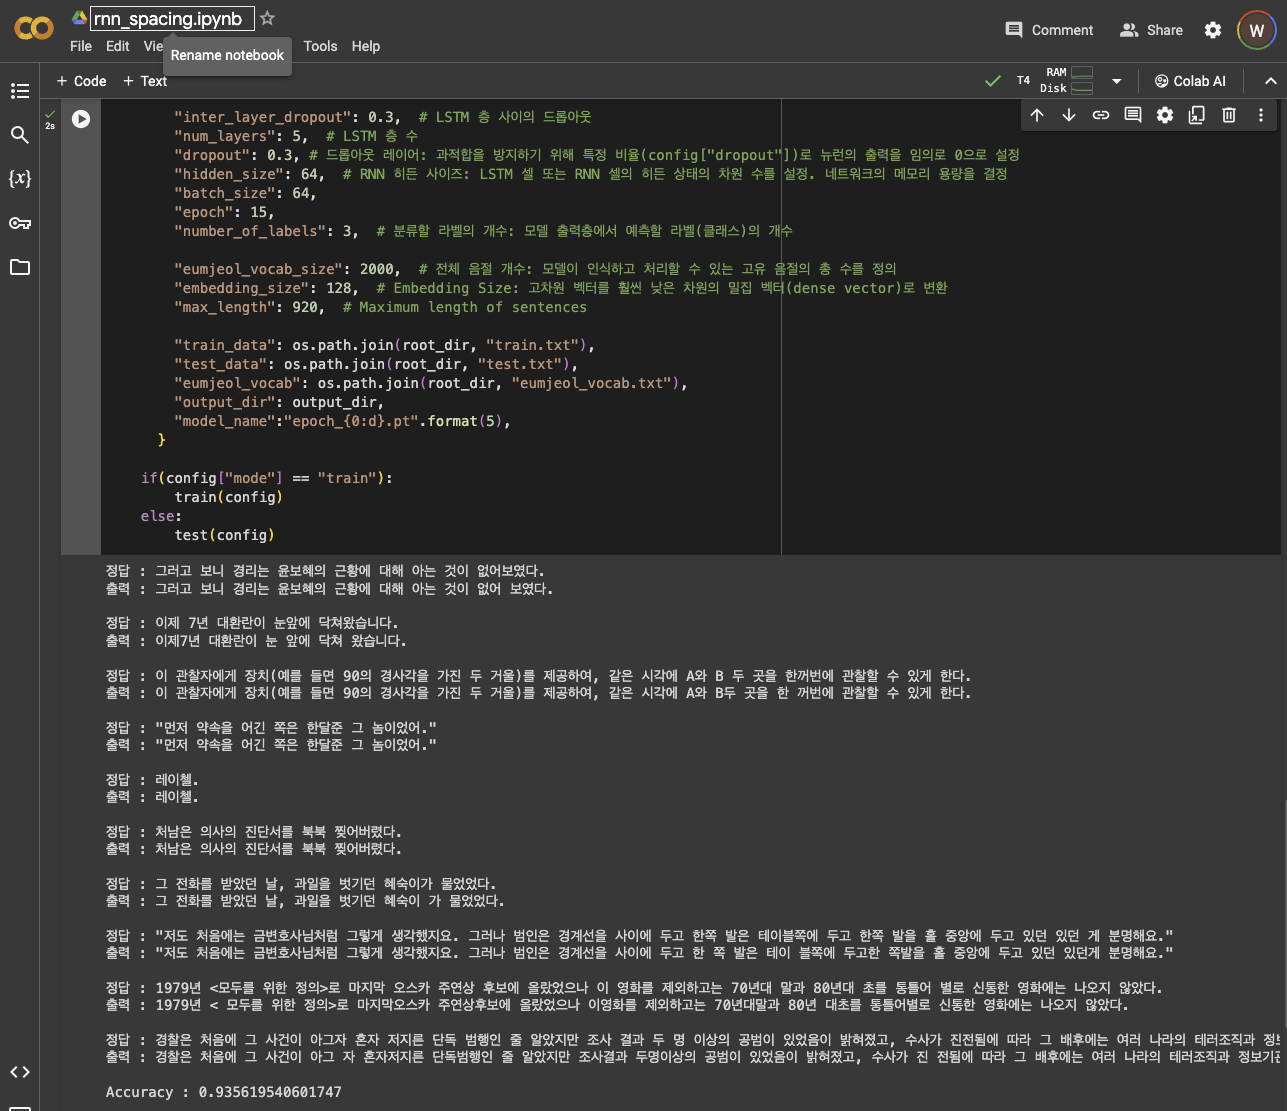 rnn_spacing.ipynb
Comment
Share
W
File Edit Tools Help
Rename notebook
+ Code + Text
T4
RAM
Disk
Colab AI
2s
"inter_layer_dropout": 0.3,  # LSTM 층 사이의 드롭아웃
"num_layers": 5,  # LSTM 층 수
"dropout": 0.3, # 드롭아웃 레이어: 과적합을 방지하기 위해 특정 비율(config["dropout"])로 뉴런의 출력을 임의로 0으로 설정
"hidden_size": 64,  # RNN 히든 사이즈: LSTM 셀 또는 RNN 셀의 히든 상태의 차원 수를 설정. 네트워크의 메모리 용량을 결정
"batch_size": 64,
"epoch": 15,
"number_of_labels": 3,  # 분류할 라벨의 개수: 모델 출력층에서 예측할 라벨(클래스)의 개수
"eumjeol_vocab_size": 2000,  # 전체 음절 개수: 모델이 인식하고 처리할 수 있는 고유 음절의 총 수를 정의
"embedding_size": 128,  # Embedding Size: 고차원 벡터를 훨씬 낮은 차원의 밀집 벡터(dense vector)로 변환
"max_length": 920,  # Maximum length of sentences
"train_data": os.path.join(root_dir, "train.txt"),
"test_data": os.path.join(root_dir, "test.txt"),
"eumjeol_vocab": os.path.join(root_dir, "eumjeol_vocab.txt"),
"output_dir": output_dir,
"model_name":"epoch_{0:d}.pt".format(5),
}
if(config["mode"] == "train"):
train(config)
else:
test(config)
정답 : 그러고 보니 경리는 윤보혜의 근황에 대해 아는 것이 없어보였다.
출력 : 그러고 보니 경리는 윤보혜의 근황에 대해 아는 것이 없어 보였다.
정답 : 이제 7년 대환란이 눈앞에 닥쳐왔습니다.
출력 : 이제7년 대환란이 눈 앞에 닥쳐 왔습니다.
정답 : 이 관찰자에게 장치(예를 들면 90의 경사각을 가진 두 거울)를 제공하여, 같은 시각에 A와 B 두 곳을 한꺼번에 관찰할 수 있게 한다.
출력 : 이 관찰자에게 장치(예를 들면 90의 경사각을 가진 두 거울)를 제공하여, 같은 시각에 A와 B두 곳을 한 꺼번에 관찰할 수 있게 한다.
정답 : "먼저 약속을 어긴 쪽은 한달준 그 놈이었어."
출력 : "먼저 약속을 어긴 쪽은 한달준 그 놈이었어."
정답 : 레이첼.
출력 : 레이첼.
정답 : 처남은 의사의 진단서를 북북 찢어버렸다.
출력 : 처남은 의사의 진단서를 북북 찢어버렸다.
정답 : 그 전화를 받았던 날, 과일을 벗기던 혜숙이가 물었었다.
출력 : 그 전화를 받았던 날, 과일을 벗기던 혜숙이 가 물었었다.
정답 : "저도 처음에는 금변호사님처럼 그렇게 생각했지요. 그러나 범인은 경계선을 사이에 두고 한쪽 발은 테이블쪽에 두고 한쪽 발을 홀 중앙에 두고 있던 있던 게 분명해요."
출력 : "저도 처음에는 금변호사님처럼 그렇게 생각했지요. 그러나 범인은 경계선을 사이에 두고 한 쪽 발은 테이 블쪽에 두고한 쪽발을 홀 중앙에 두고 있던 있던게 분명해요."
정답 : 1979년 <모두를 위한 정의>로 마지막 오스카 주연상 후보에 올랐었으나 이 영화를 제외하고는 70년대 말과 80년대 초를 통틀어 별로 신통한 영화에는 나오지 않았다.
출력 : 1979년 < 모두를 위한 정의>로 마지막오스카 주연상후보에 올랐었으나 이영화를 제외하고는 70년대말과 80년 대초를 통틀어별로 신통한 영화에는 나오지 않았다.
정답 : 경찰은 처음에 그 사건이 아그자 혼자 저지른 단독 범행인 줄 알았지만 조사 결과 두 명 이상의 공범이 있었음이 밝혀졌고, 수사가 진전됨에 따라 그 배후에는 여러 나라의 테러조직과
출력 : 경찰은 처음에 그 사건이 아그 자 혼자저지른 단독범행인 줄 알았지만 조사결과 두명이상의 공범이 있었음이 밝혀졌고, 수사가 진 전됨에 따라 그 배후에는 여러 나라의 테러조직과
Accuracy : 0.935619540601747